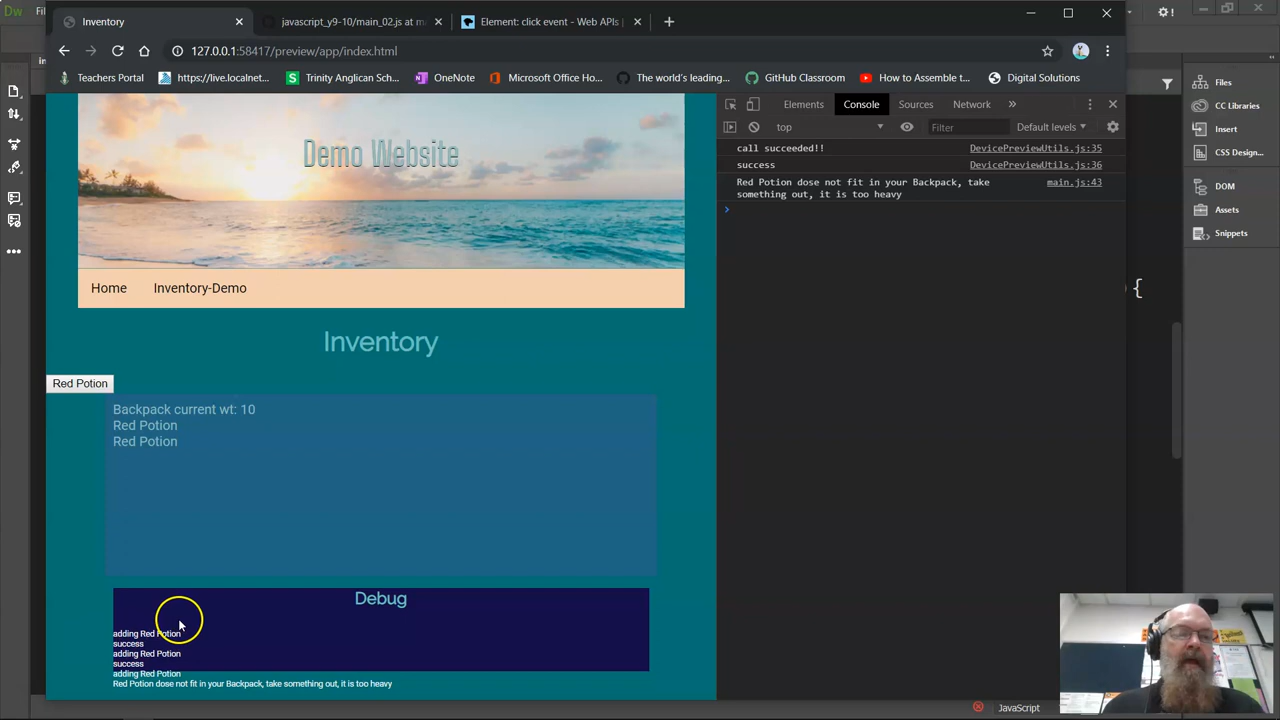 Dw
Inventory
javascript_y9-10/main_02.js at m
Element: click event - Web APIs |
127.0.0.1:58417/preview/app/index.html
Teachers Portal
https://live.localnet...
Trinity Anglican Sch...
OneNote
Microsoft Office Ho...
The world's leading...
GitHub Classroom
How to Assemble t...
Digital Solutions
Demo Website
Home
Inventory-Demo
Inventory
Red Potion
Backpack current wt: 10
Red Potion
Red Potion
Debug
adding Red Potion
success
adding Red Potion
success
adding Red Potion
Red Potion dose not fit in your Backpack, take something out, it is too heavy
Elements
Console
Sources
Network
top
Filter
Default levels
call succeeded!!
DevicePreviewUtils.js:35
success
DevicePreviewUtils.js:36
Red Potion dose not fit in your Backpack, take
main.js:43
something out, it is too heavy
) {
Files
CC Libraries
Insert
CSS Design...
DOM
Assets
Snippets
JavaScript